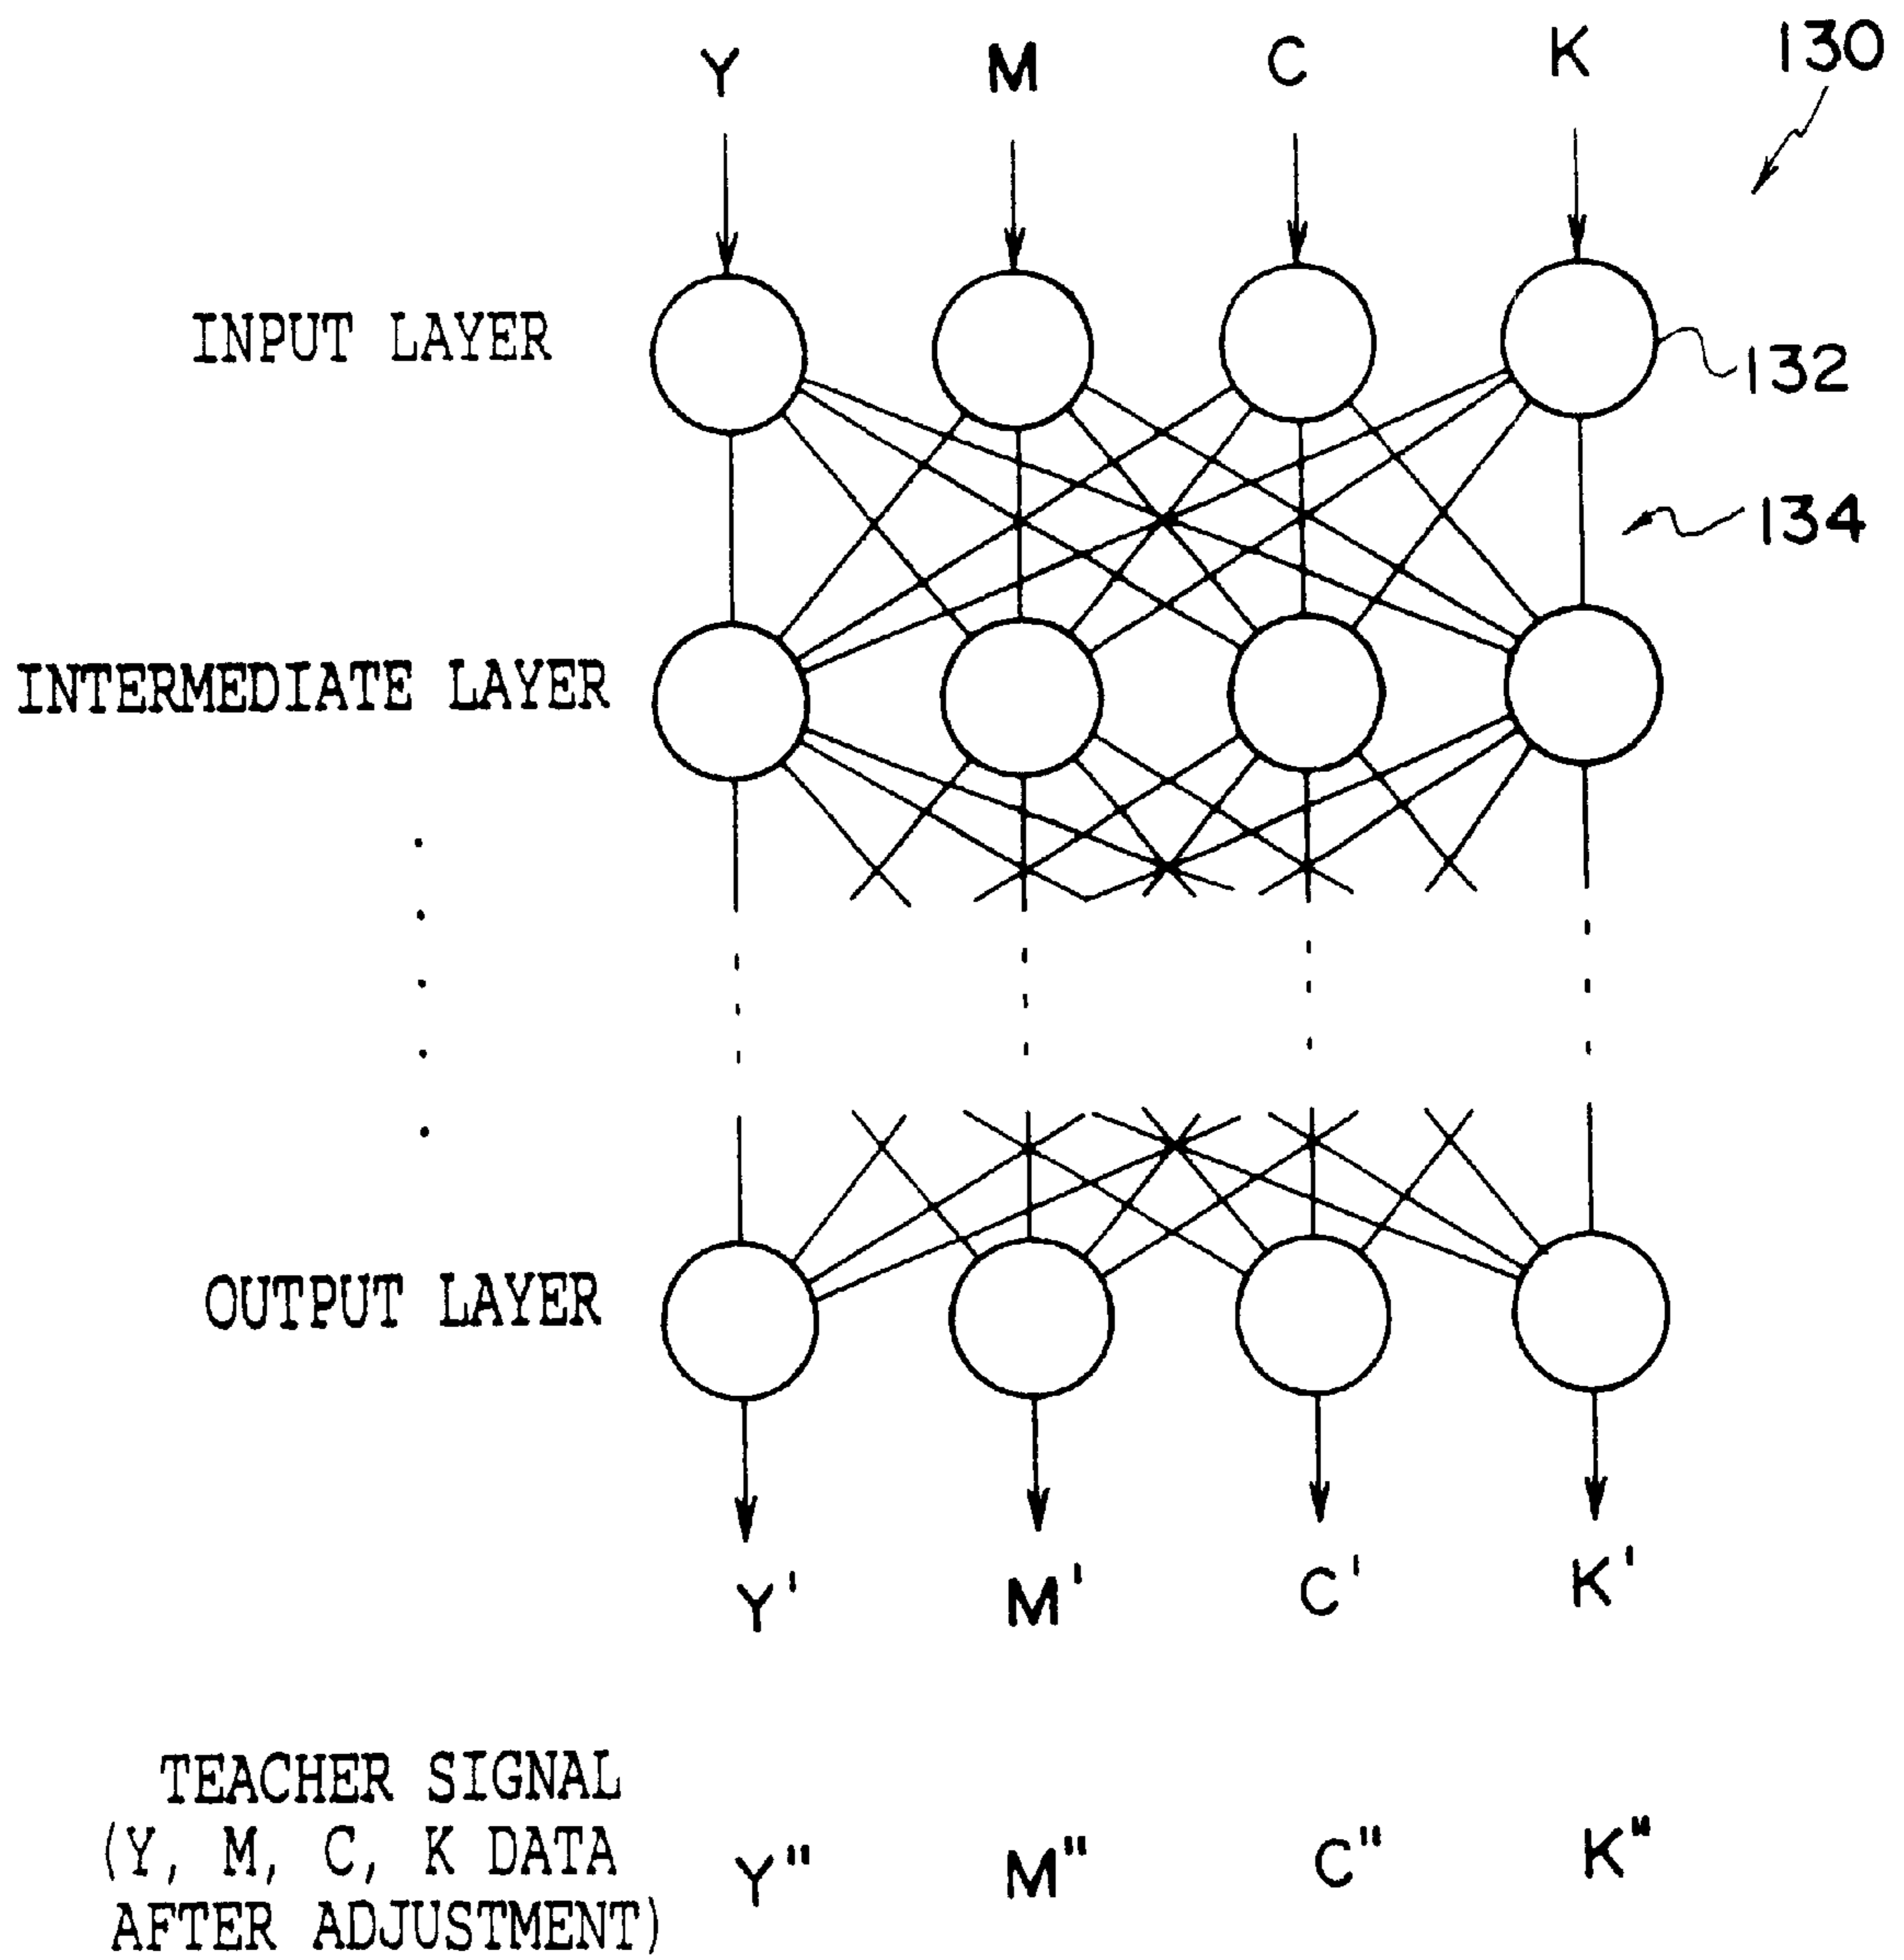 Y M C K 130
INPUT LAYER
132
134
INTERMEDIATE LAYER
OUTPUT LAYER
Y' M' C' K'
TEACHER SIGNAL
(Y, M, C, K DATA
AFTER ADJUSTMENT)
Y" M" C" K"